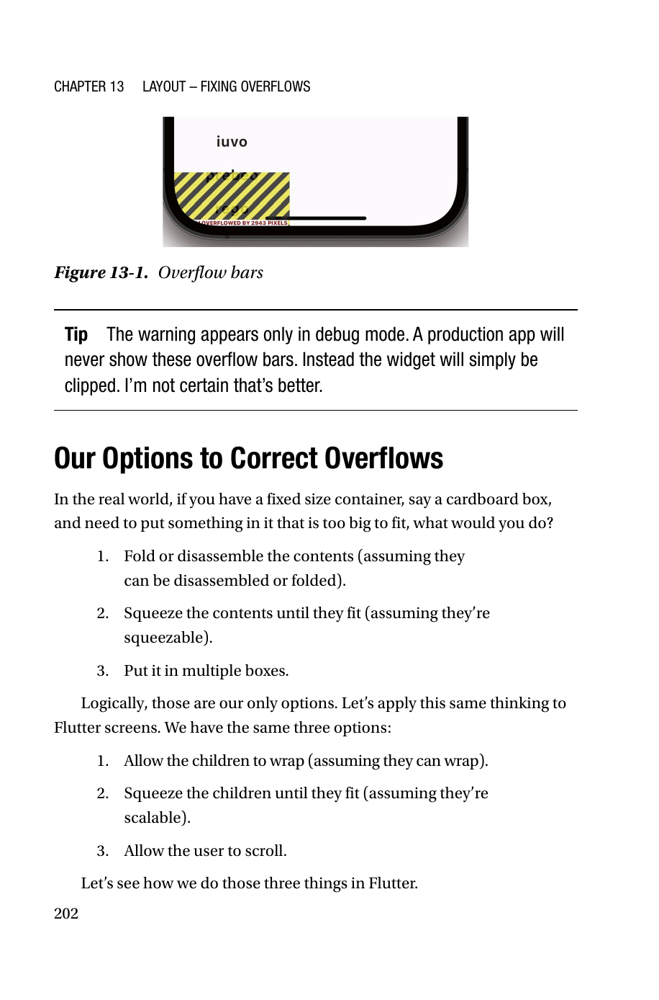 CHAPTER 13 LAYOUT – FIXING OVERFLOWS
iuvo
prebeo
rego
OVERFLOWED BY 2943 PIXELS
Figure 13-1. Overflow bars
Tip The warning appears only in debug mode. A production app will
never show these overflow bars. Instead the widget will simply be
clipped. I’m not certain that’s better.
Our Options to Correct Overflows
In the real world, if you have a fixed size container, say a cardboard box,
and need to put something in it that is too big to fit, what would you do?
1. Fold or disassemble the contents (assuming they
can be disassembled or folded).
2. Squeeze the contents until they fit (assuming they’re
squeezable).
3. Put it in multiple boxes.
Logically, those are our only options. Let’s apply this same thinking to
Flutter screens. We have the same three options:
1. Allow the children to wrap (assuming they can wrap).
2. Squeeze the children until they fit (assuming they’re
scalable).
3. Allow the user to scroll.
Let’s see how we do those three things in Flutter.
202